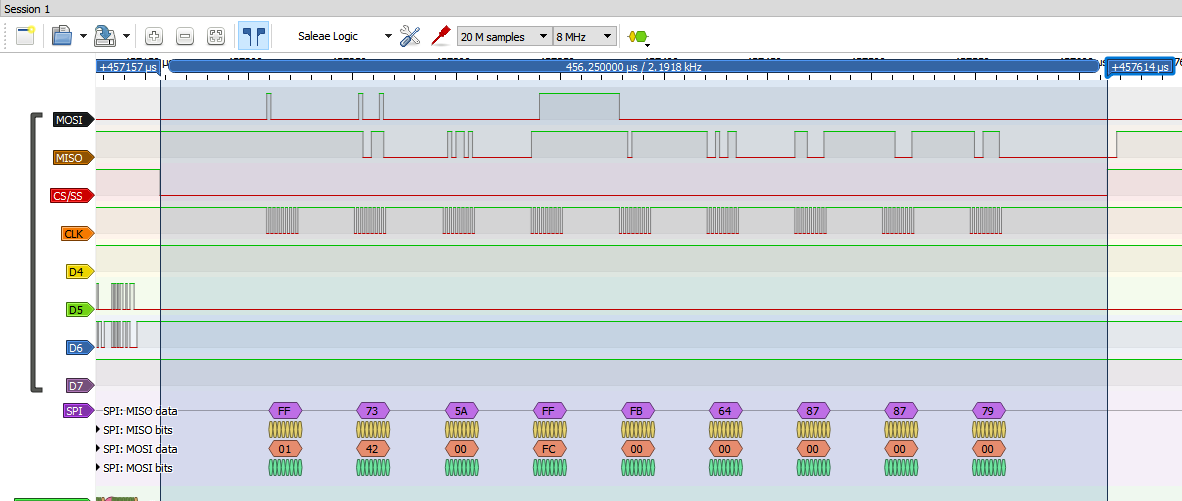 Session 1
Saleae Logic 20 M samples 8 MHz
+457157 µs 456.250000 µs / 2.1918 kHz +457614 µs
MOSI
MISO
CS/SS
CLK
D4
D5
D6
D7
SPI SPI: MISO data FF 73 5A FF FB 64 87 87 79
SPI: MISO bits
SPI: MOSI data 01 42 00 FC 00 00 00 00 00
SPI: MOSI bits